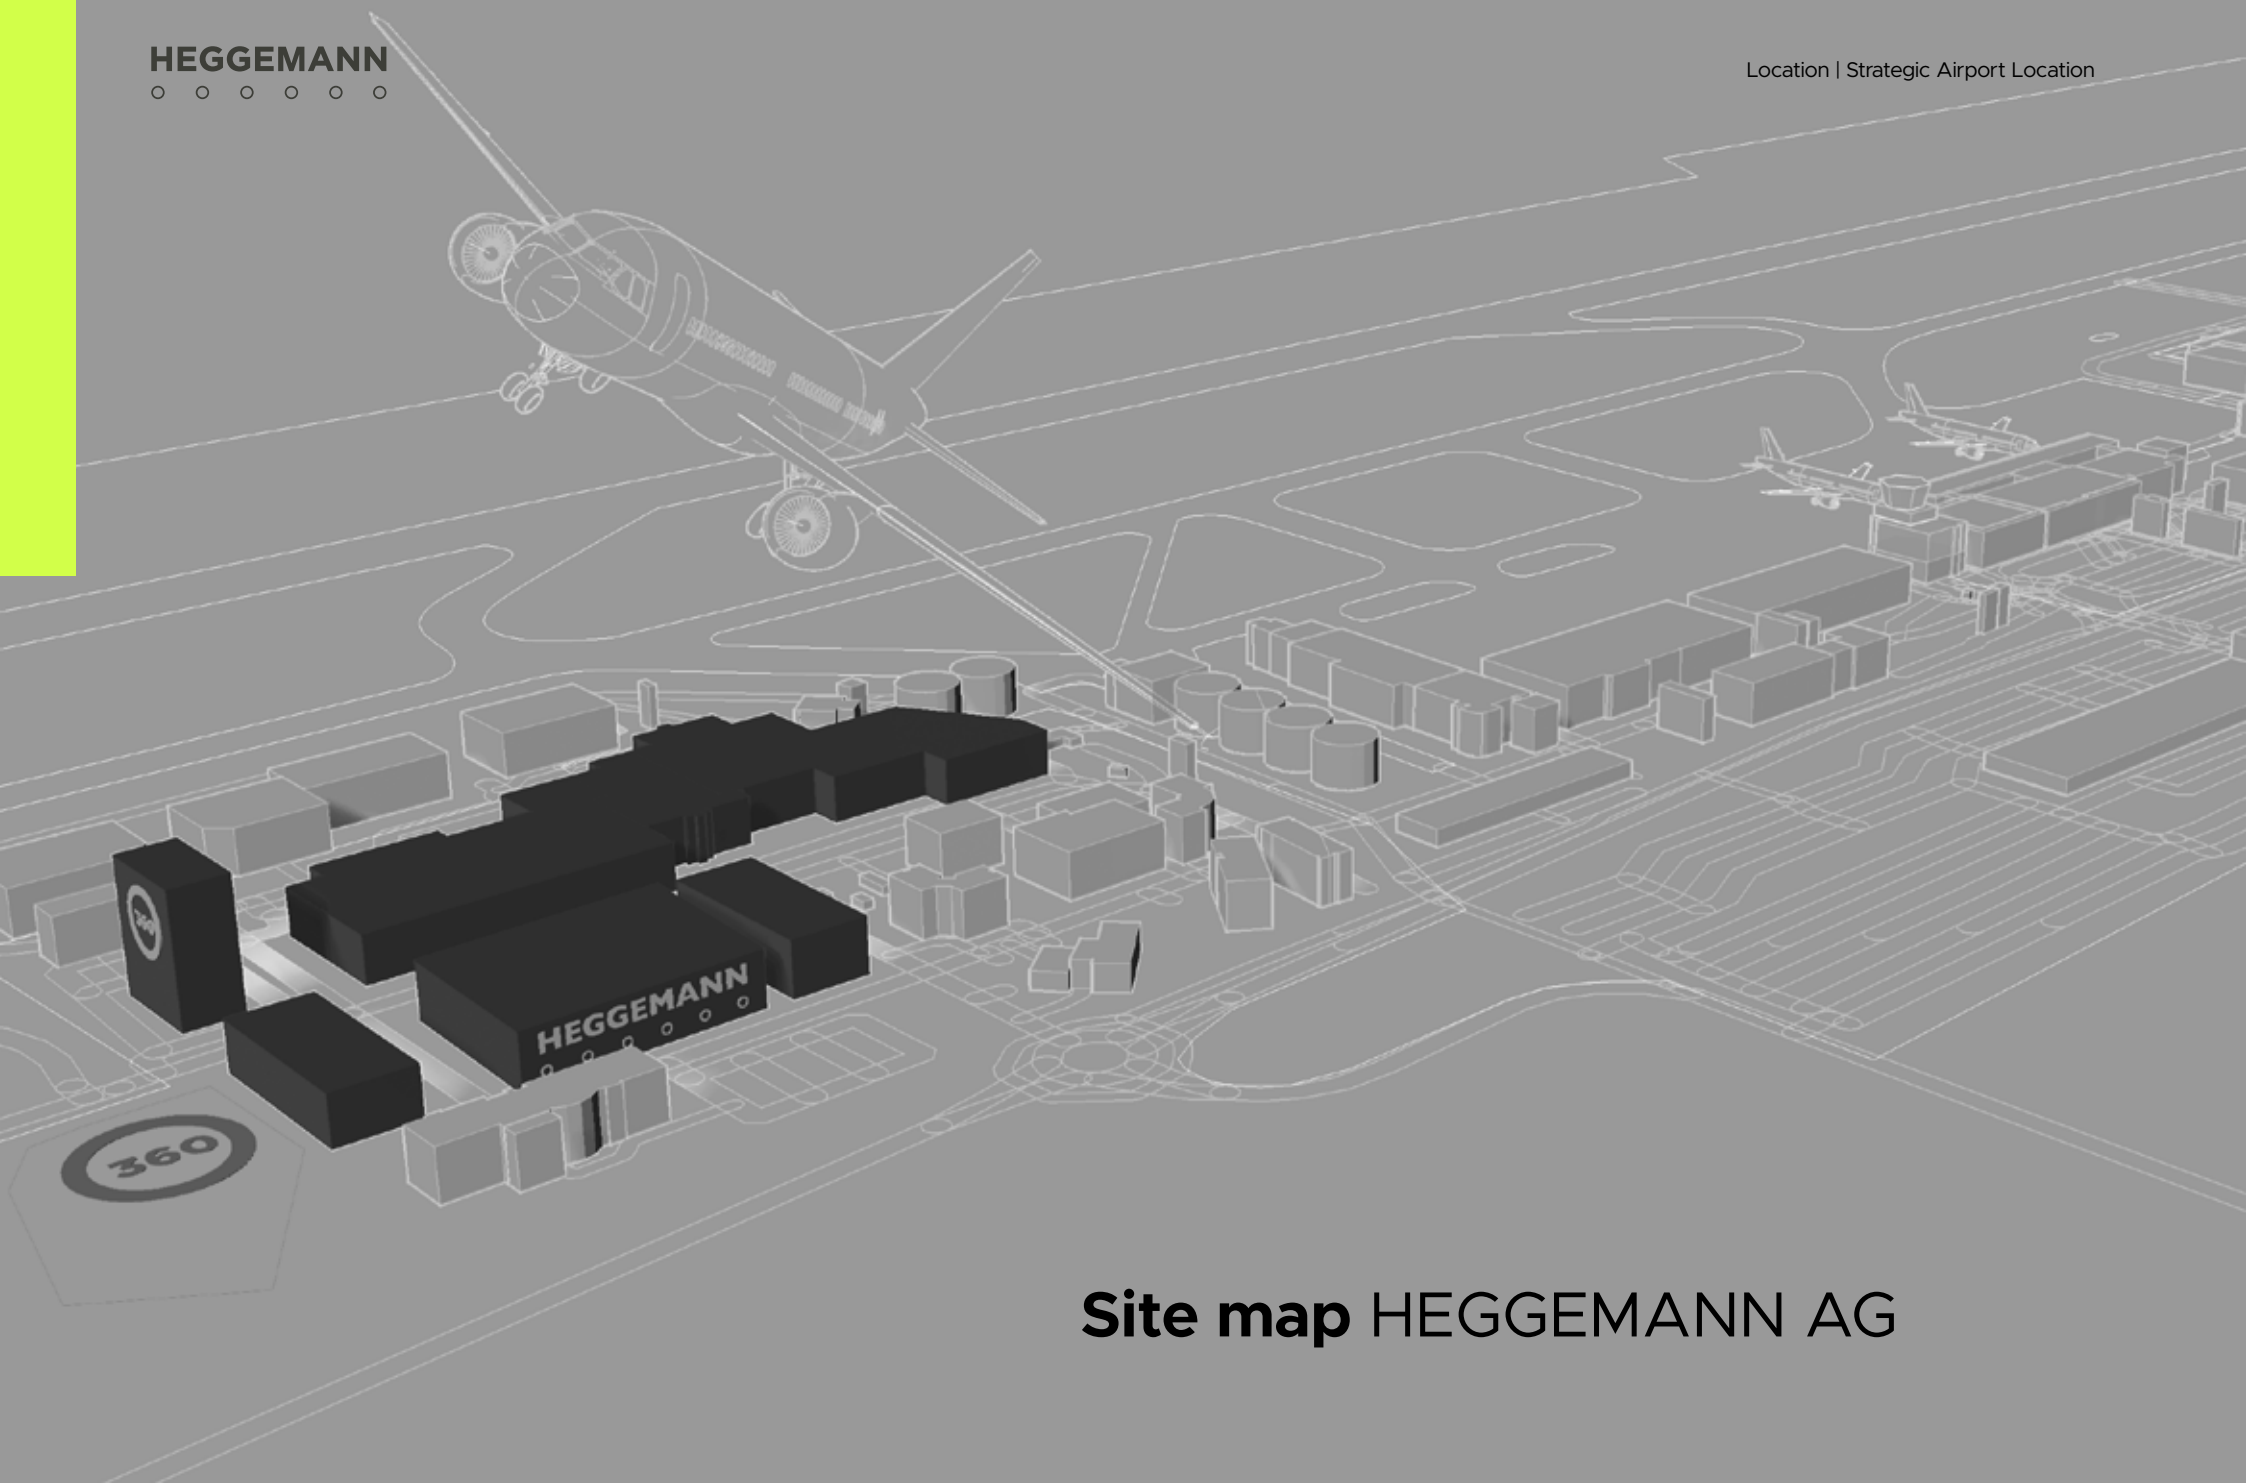 HEGGEMANN
Location | Strategic Airport Location
360
HEGGEMANN
360
Site map HEGGEMANN AG